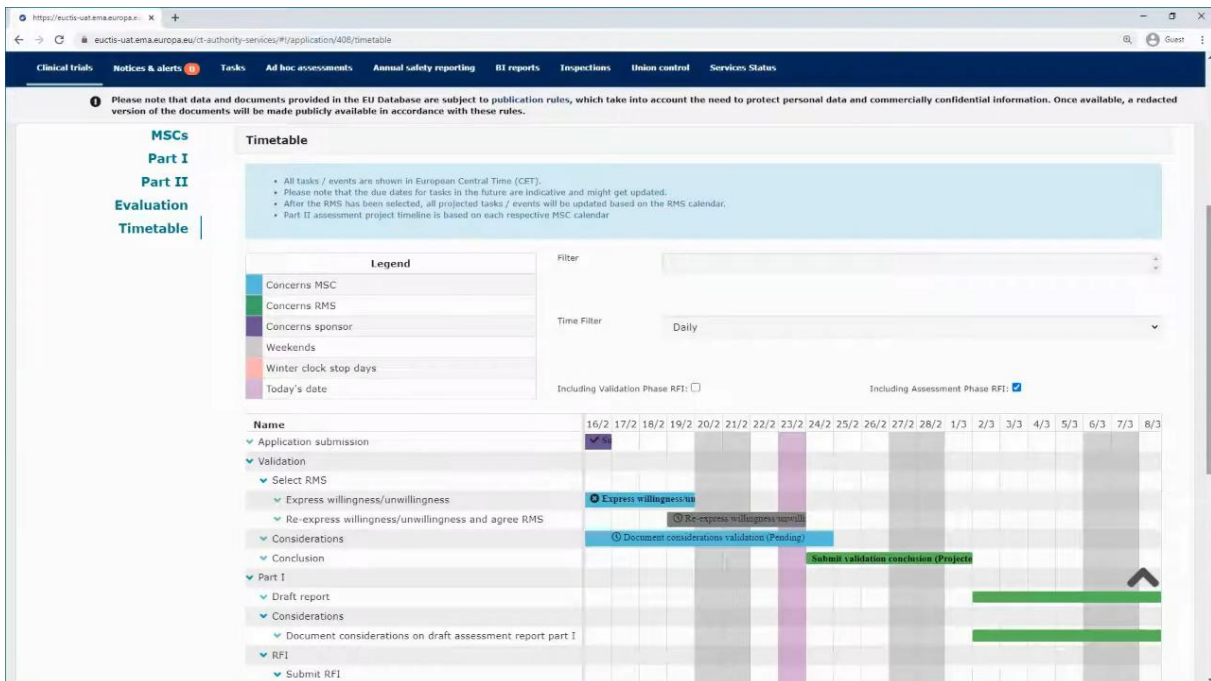 https://euctis-uat.ema.europa.e
euctis-uat.ema.europa.eu/ct-authority-services/#!/application/408/timetable
Guest
Clinical trials Notices & alerts 0 Tasks Ad hoc assessments Annual safety reporting BI reports Inspections Union control Services Status
Please note that data and documents provided in the EU Database are subject to publication rules, which take into account the need to protect personal data and commercially confidential information. Once available, a redacted
version of the documents will be made publicly available in accordance with these rules.
MSCs
Part I
Part II
Evaluation
Timetable
Timetable
• All tasks / events are shown in European Central Time (CET).
• Please note that the due dates for tasks in the future are indicative and might get updated.
• After the RMS has been selected, all projected tasks / events will be updated based on the RMS calendar.
• Part II assessment project timeline is based on each respective MSC calendar
Legend
Concerns MSC
Concerns RMS
Concerns sponsor
Weekends
Winter clock stop days
Today's date
Filter
Time Filter Daily
Including Validation Phase RFI: Including Assessment Phase RFI:
Name 16/2 17/2 18/2 19/2 20/2 21/2 22/2 23/2 24/2 25/2 26/2 27/2 28/2 1/3 2/3 3/3 4/3 5/3 6/3 7/3 8/3
Application submission
Validation
Select RMS
Express willingness/unwillingness Express willingness/un
Re-express willingness/unwillingness and agree RMS Re-express willingness/unwilli
Considerations Document considerations validation (Pending)
Conclusion Submit validation conclusion (Projecte
Part I
Draft report
Considerations
Document considerations on draft assessment report part I
RFI
Submit RFI